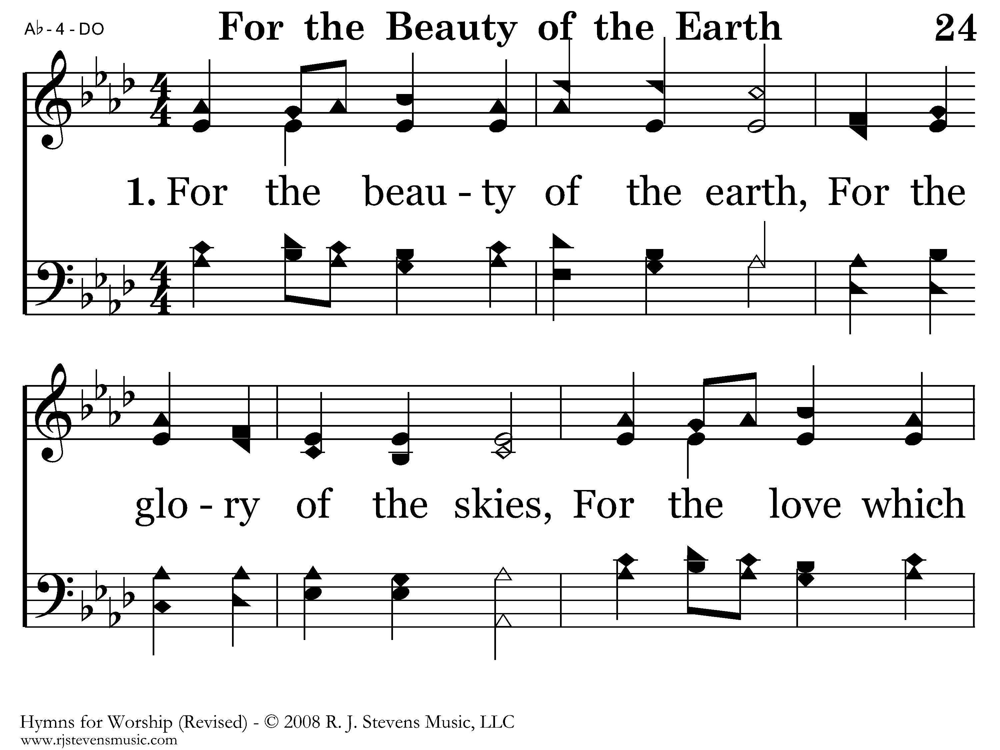 A♭ - 4 - DO For the Beauty of the Earth 24
1. For the beau - ty of the earth, For the
glo - ry of the skies, For the love which
Hymns for Worship (Revised) - © 2008 R. J. Stevens Music, LLC
www.rjstevensmusic.com